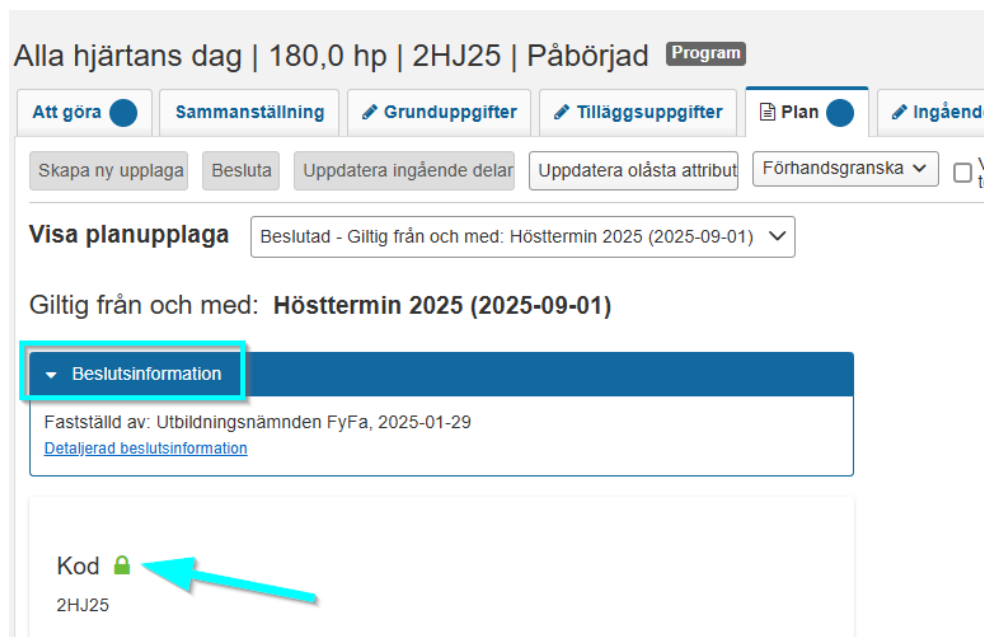 Alla hjärtans dag | 180,0 hp | 2HJ25 | Påbörjad Program
Att göra Sammanställning Grunduppgifter Tilläggsuppgifter Plan Ingående
Skapa ny upplaga Besluta Uppdatera ingående delar Uppdatera olåsta attribut Förhandsgranska
Visa planupplaga Beslutad - Giltig från och med: Hösttermin 2025 (2025-09-01)
Giltig från och med: Hösttermin 2025 (2025-09-01)
Beslutsinformation
Fastställd av: Utbildningsnämnden FyFa, 2025-01-29
Detaljerad beslutsinformation
Kod
2HJ25